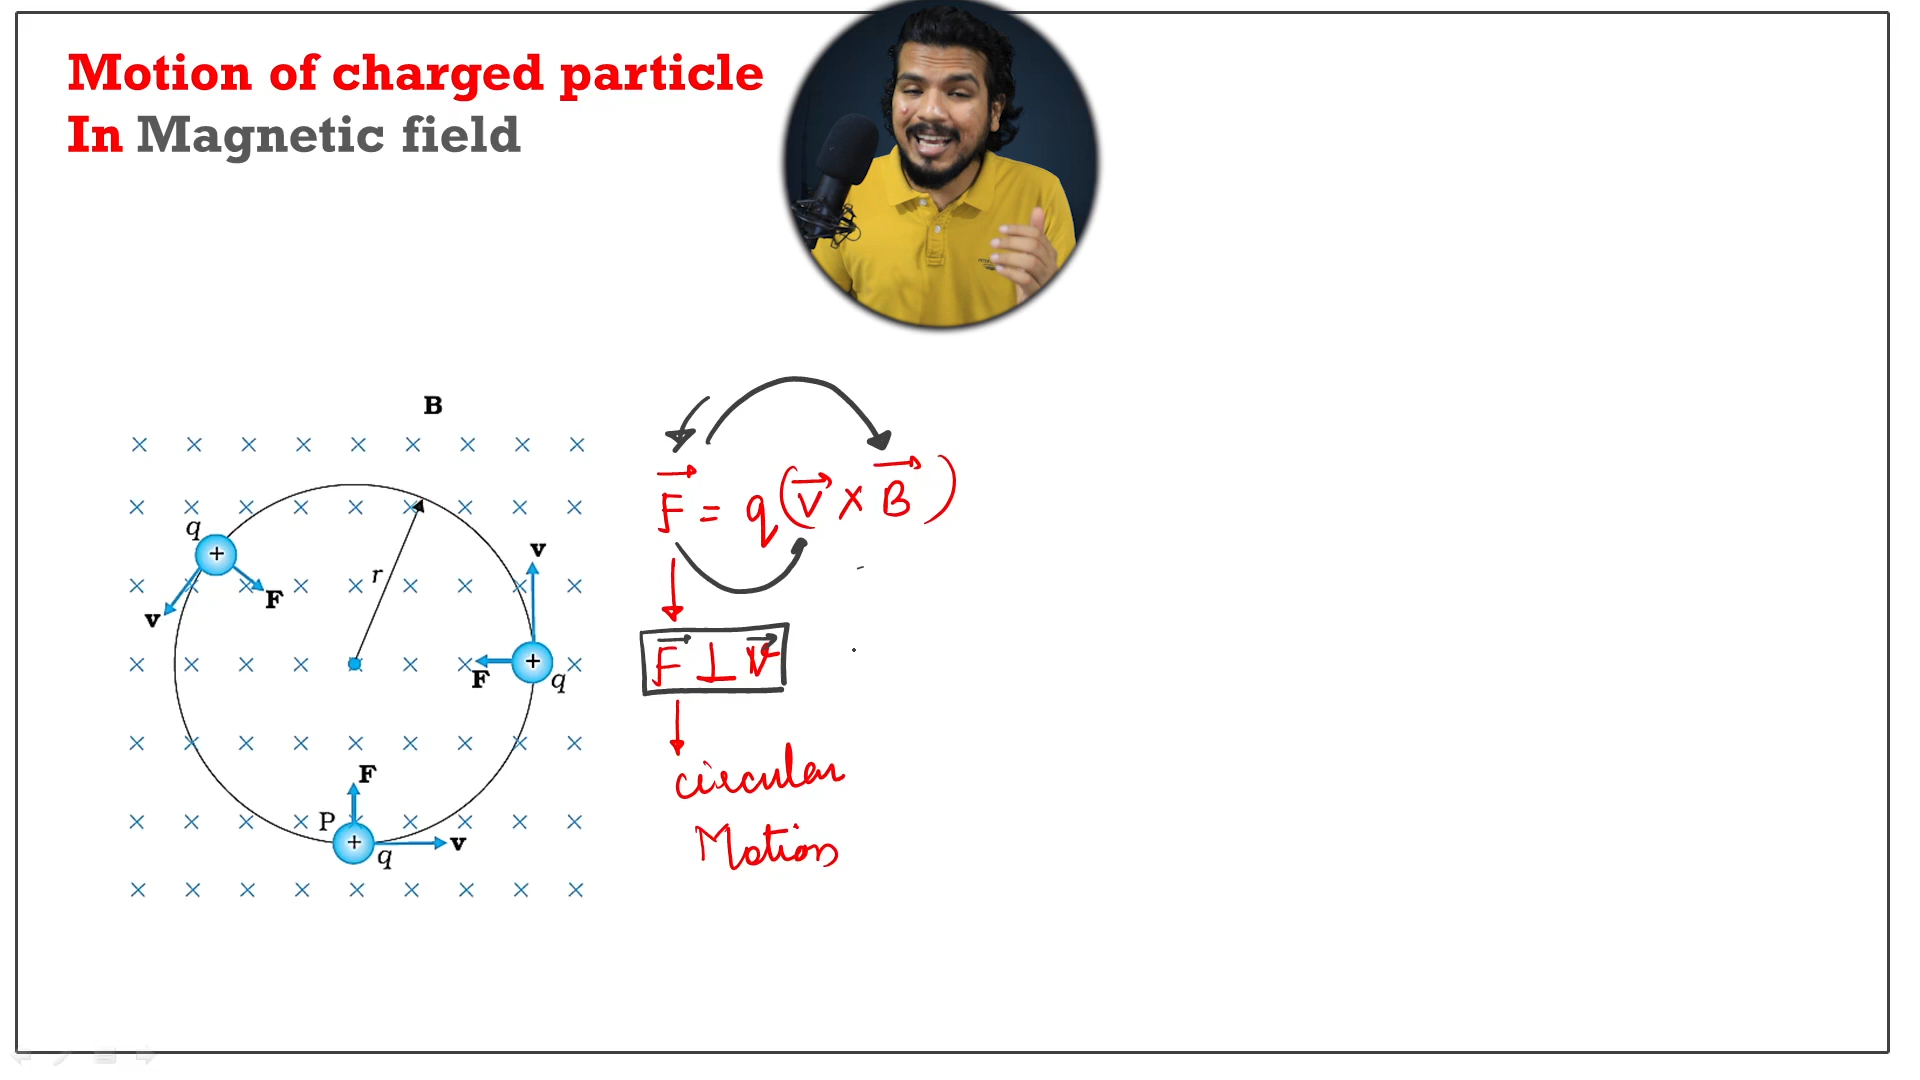 Motion of charged particle
In Magnetic field
B
q
+
v
F
r
v
+
F
q
F
P
+
v
q
F = q(v × B)
F ⊥ v
circular
Motion